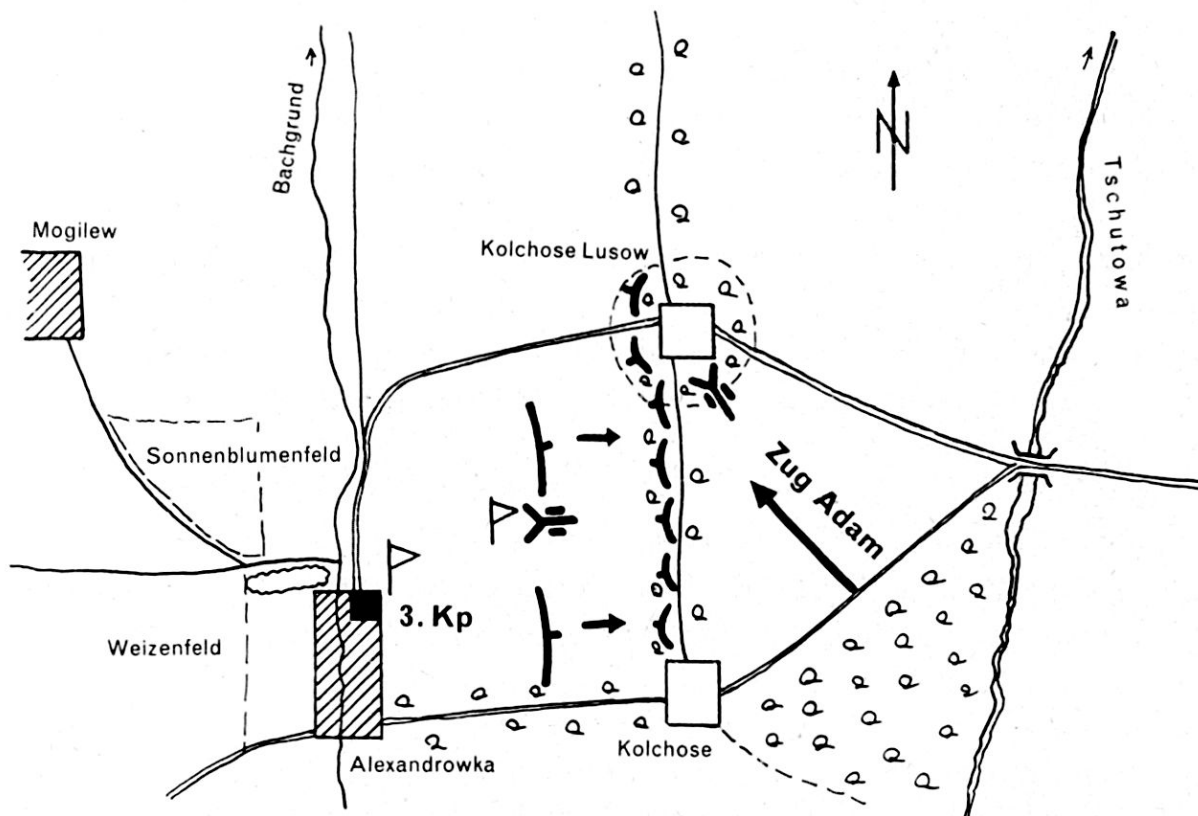 Bachgrund
N
Tschutowa
Mogilew
Kolchose Lusow
Sonnenblumenfeld
Zug Adam
3. Kp
Weizenfeld
Alexandrowka
Kolchose